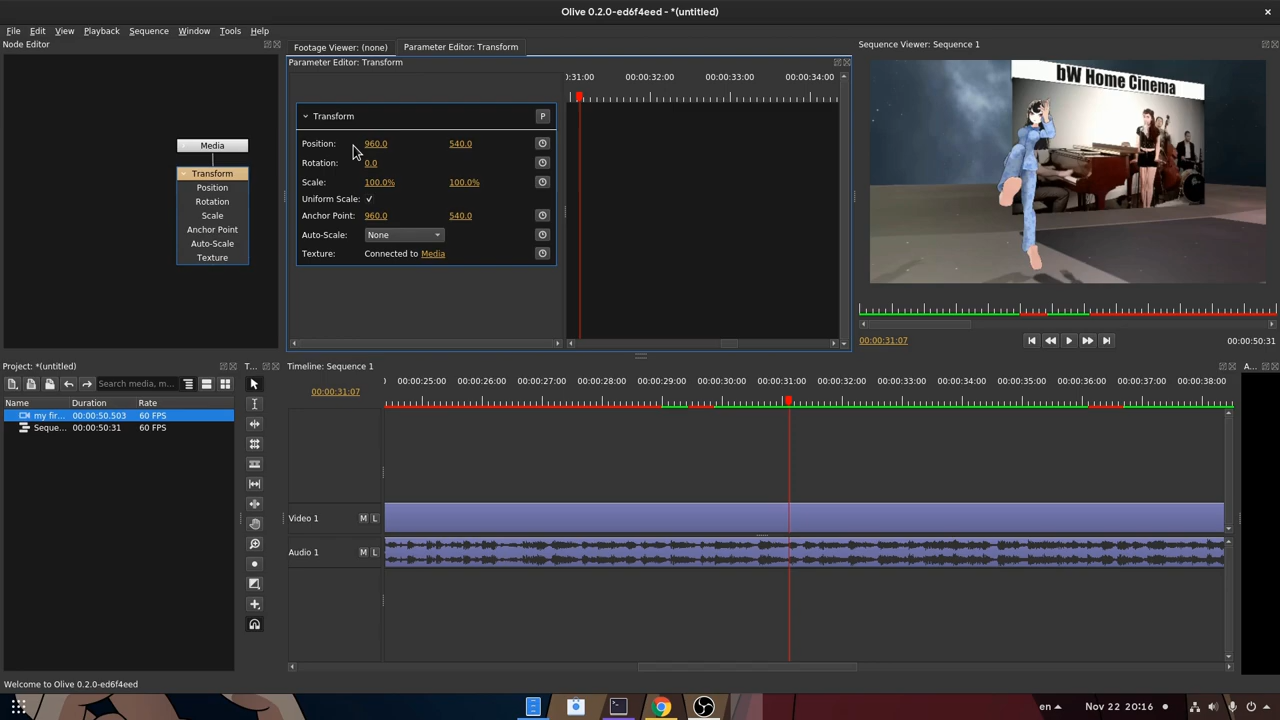 Olive 0.2.0-ed6f4eed - *(untitled)
File Edit View Playback Sequence Window Tools Help
Node Editor
Media
Transform
Position
Rotation
Scale
Anchor Point
Auto-Scale
Texture
Footage Viewer: (none) Parameter Editor: Transform
Parameter Editor: Transform
Transform P
Position: 960.0 540.0
Rotation: 0.0
Scale: 100.0% 100.0%
Uniform Scale: ✓
Anchor Point: 960.0 540.0
Auto-Scale: None
Texture: Connected to Media
:31:00 00:00:32:00 00:00:33:00 00:00:34:00
Sequence Viewer: Sequence 1
bW Home Cinema
00:00:31:07 00:00:50:31
Project: *(untitled)
Search media, m...
Name Duration Rate
my fir... 00:00:50.503 60 FPS
Seque... 00:00:50:31 60 FPS
T...
Timeline: Sequence 1
00:00:31:07
00:00:25:00 00:00:26:00 00:00:27:00 00:00:28:00 00:00:29:00 00:00:30:00 00:00:31:00 00:00:32:00 00:00:33:00 00:00:34:00 00:00:35:00 00:00:36:00 00:00:37:00 00:00:38:00
Video 1 M L
Audio 1 M L
A...
Welcome to Olive 0.2.0-ed6f4eed
en Nov 22 20:16